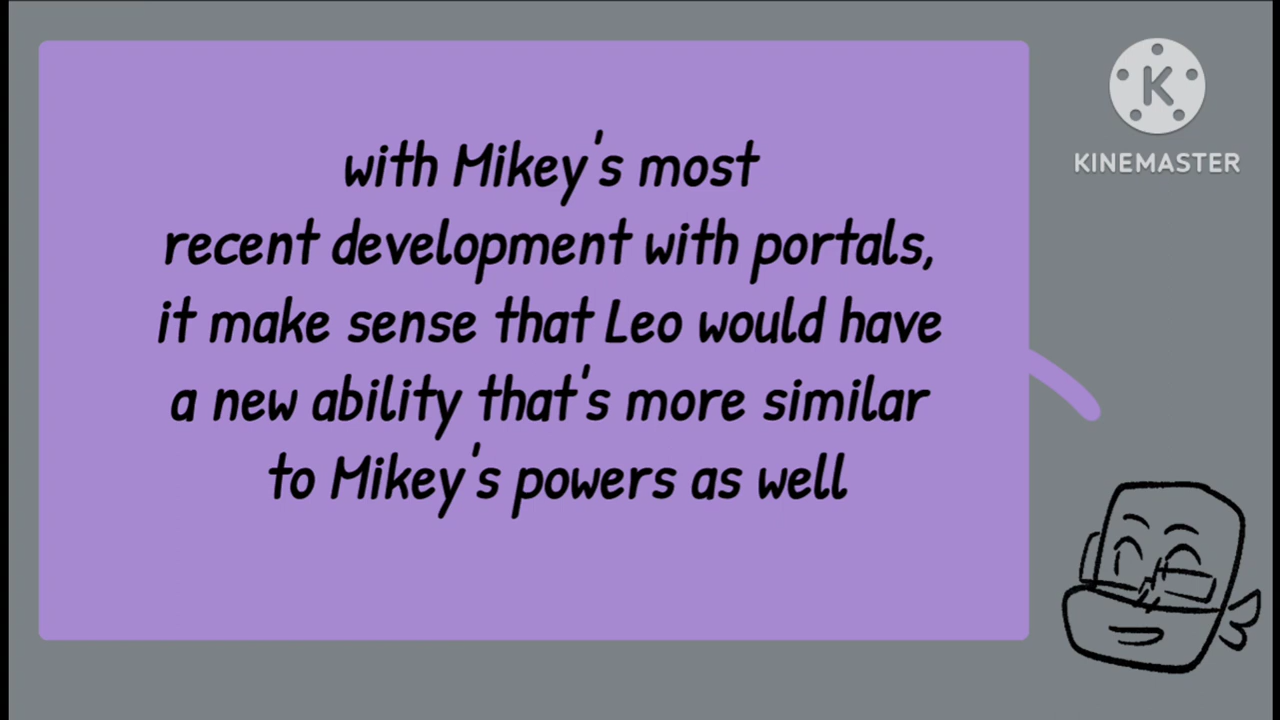 with Mikey's most
recent development with portals,
it make sense that Leo would have
a new ability that's more similar
to Mikey's powers as well
K
KINEMASTER